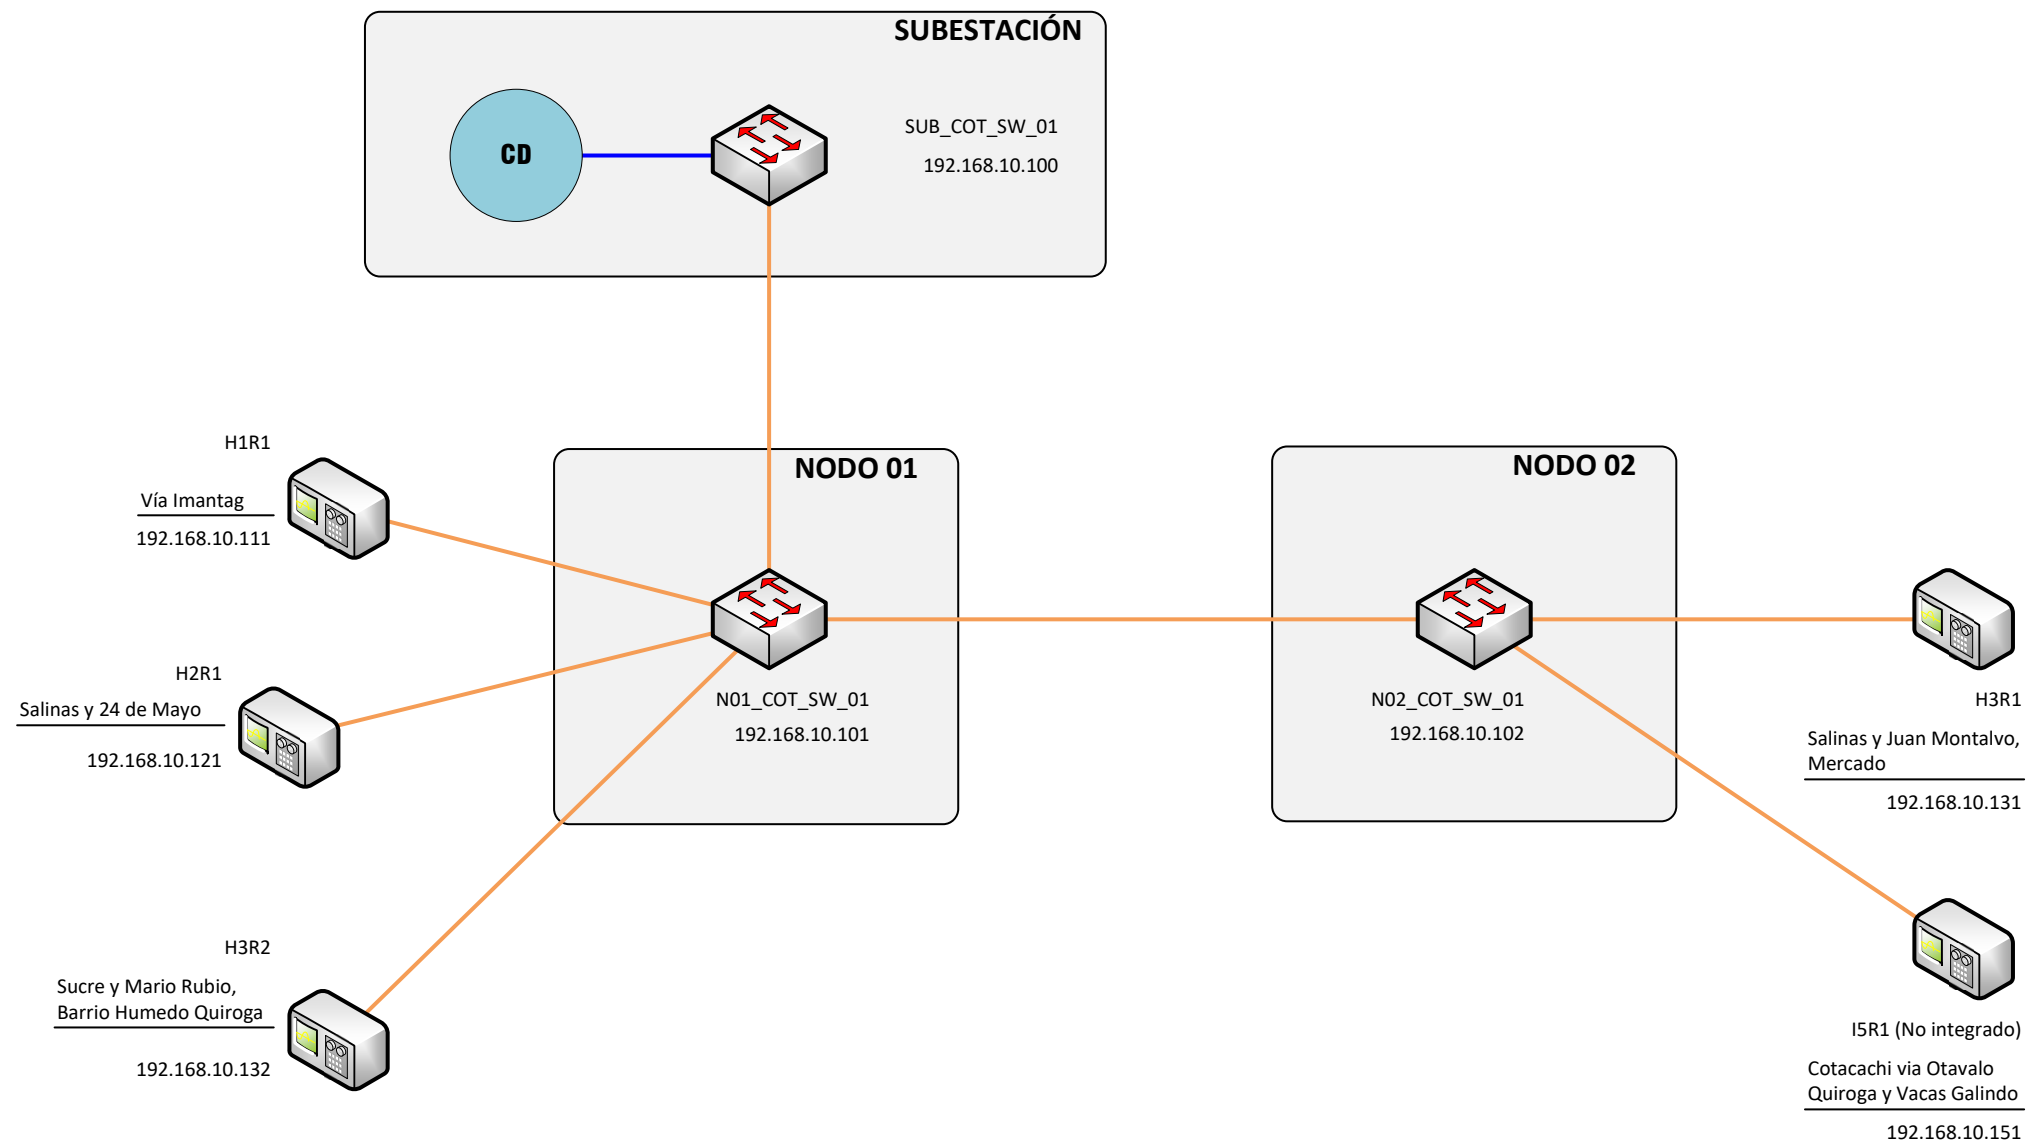 SUBESTACIÓN
CD
SUB_COT_SW_01
192.168.10.100
H1R1
Vía Imantag
192.168.10.111
NODO 01
NODO 02
H2R1
Salinas y 24 de Mayo
192.168.10.121
N01_COT_SW_01
192.168.10.101
N02_COT_SW_01
192.168.10.102
H3R1
Salinas y Juan Montalvo,
Mercado
192.168.10.131
H3R2
Sucre y Mario Rubio,
Barrio Humedo Quiroga
192.168.10.132
I5R1 (No integrado)
Cotacachi via Otavalo
Quiroga y Vacas Galindo
192.168.10.151